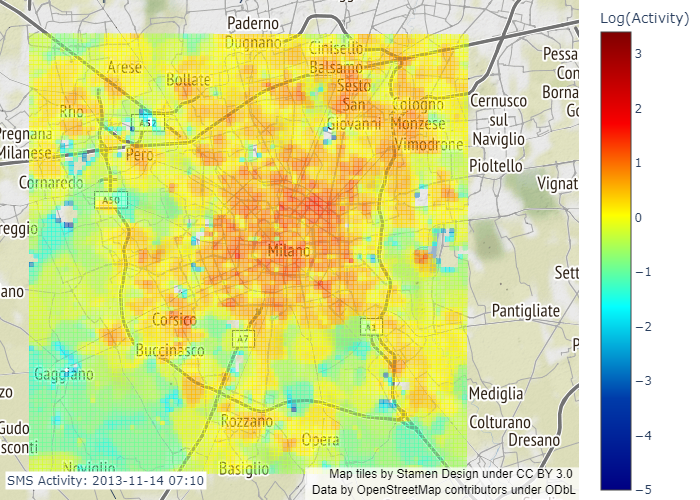 Paderno
Dugnano
Cinisello
Balsamo
Arese
Bollate
Sesto
San
Giovanni
Rho
A52
Cologno
Monzese
Cernusco
sul
Naviglio
Pessa
Con
Borna
Go
Pregnana
Milanese
Pero
Vimodrone
Pioltello
Cornaredo
Vignat
A50
reggio
Milano
Sett
ano
Pantigliate
Corsico
A7
A1
Buccinasco
P
Gaggiano
zo
Mediglia
Gudo
sconti
Rozzano
Opera
Colturano
Dresano
Noviglio
Basiglio
SMS Activity: 2013-11-14 07:10
Map tiles by Stamen Design under CC BY 3.0
Data by OpenStreetMap contributors under ODbL
Log(Activity)
3
2
1
0
−1
−2
−3
−4
−5